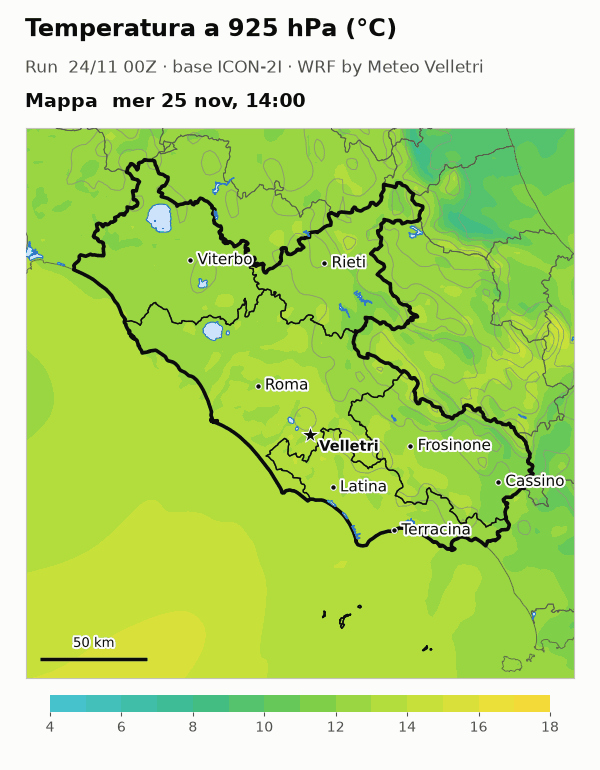 Temperatura a 925 hPa (°C)
Run  24/11 00Z · base ICON-2I · WRF by Meteo Velletri
Mappa  mer 25 nov, 14:00
Viterbo
Rieti
Roma
Velletri
Frosinone
Latina
Cassino
Terracina
50 km
4 6 8 10 12 14 16 18